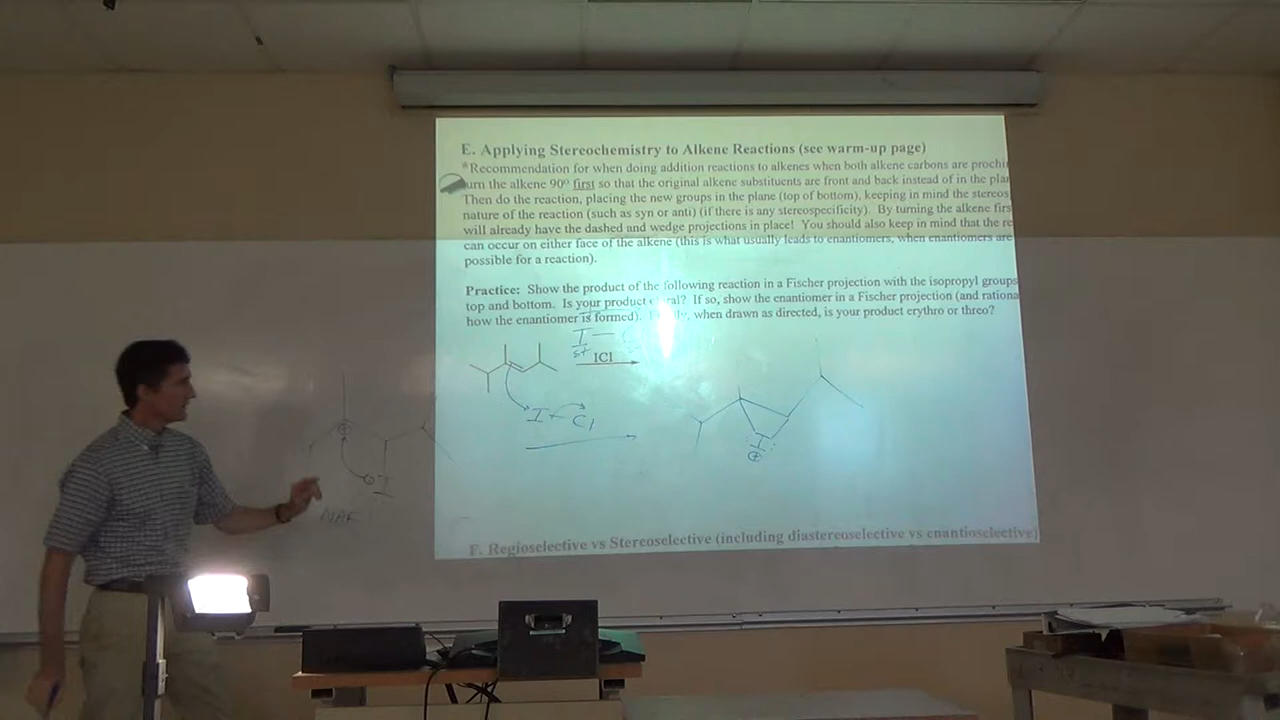 E. Applying Stereochemistry to Alkene Reactions (see warm-up page)
*Recommendation for when doing addition reactions to alkenes when both alkene carbons are prochi
urn the alkene 90º first so that the original alkene substituents are front and back instead of in the plan
Then do the reaction, placing the new groups in the plane (top of bottom), keeping in mind the stereos
nature of the reaction (such as syn or anti) (if there is any stereospecificity). By turning the alkene firs
will already have the dashed and wedge projections in place! You should also keep in mind that the re
can occur on either face of the alkene (this is what usually leads to enantiomers, when enantiomers are
possible for a reaction).
Practice: Show the product of the following reaction in a Fischer projection with the isopropyl groups
top and bottom. Is your product chiral? If so, show the enantiomer in a Fischer projection (and rationa
how the enantiomer is formed). when drawn as directed, is your product erythro or threo?
I
δ+
ICl
I Cl
I
⊕
⊕
I
F. Regioselective vs Stereoselective (including diastereoselective vs enantioselective)